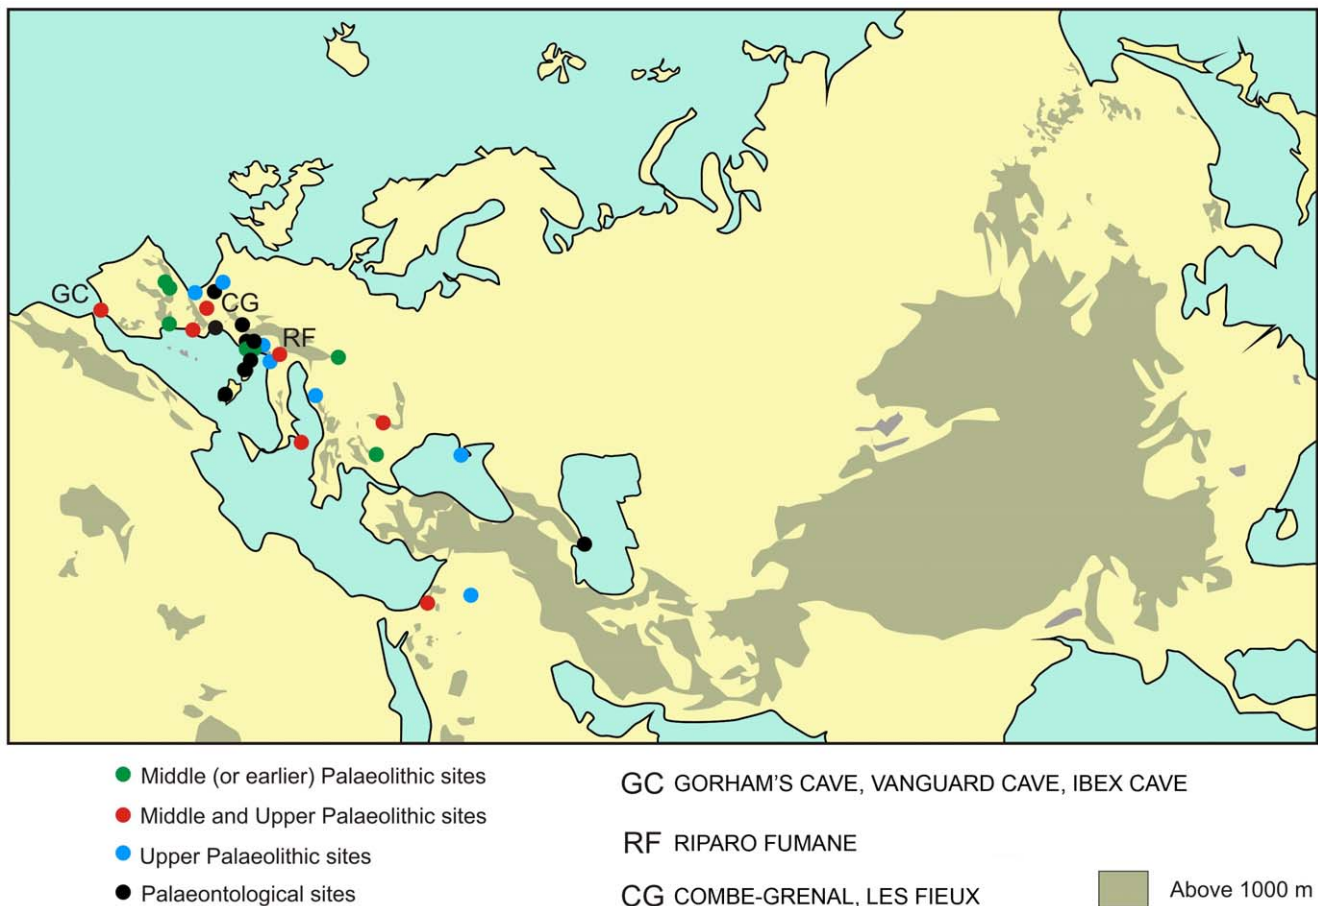 GC
CG
RF
Middle (or earlier) Palaeolithic sites
Middle and Upper Palaeolithic sites
Upper Palaeolithic sites
Palaeontological sites
GC GORHAM'S CAVE, VANGUARD CAVE, IBEX CAVE
RF RIPARO FUMANE
CG COMBE-GRENAL, LES FIEUX
Above 1000 m